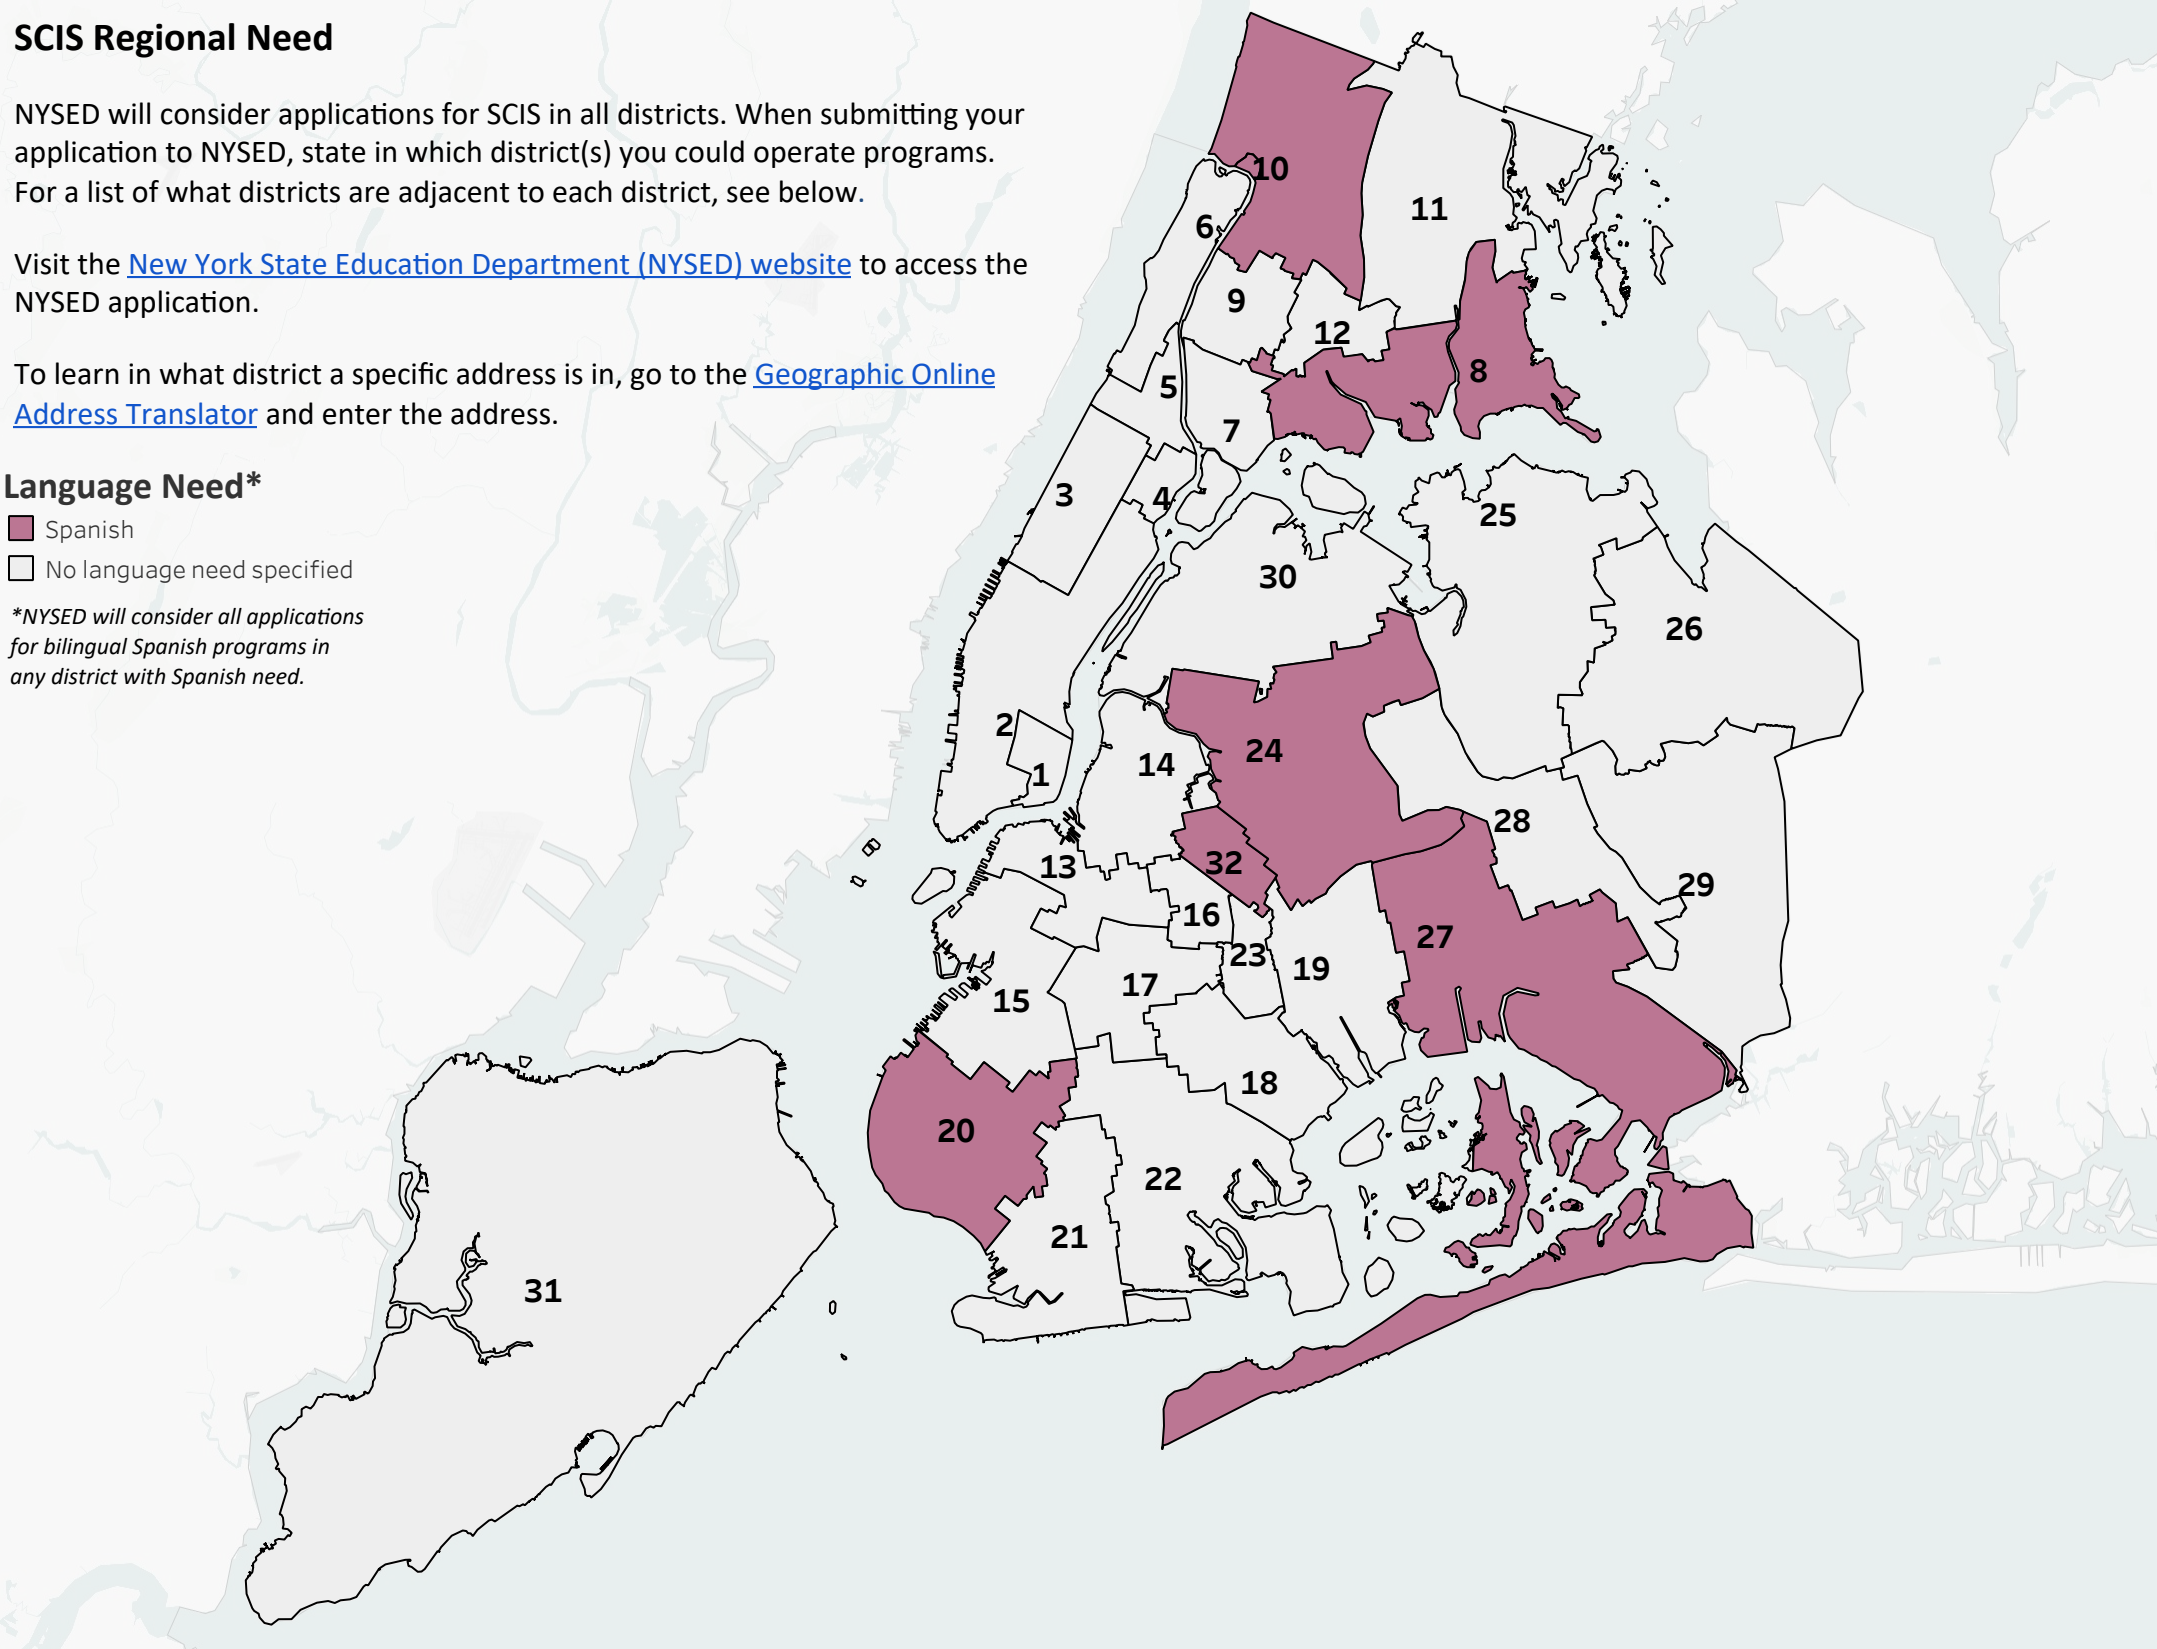 SCIS Regional Need
NYSED will consider applications for SCIS in all districts. When submitting your
application to NYSED, state in which district(s) you could operate programs.
For a list of what districts are adjacent to each district, see below.
Visit the New York State Education Department (NYSED) website to access the
NYSED application.
To learn in what district a specific address is in, go to the Geographic Online
Address Translator and enter the address.
Language Need*
Spanish
No language need specified
*NYSED will consider all applications
for bilingual Spanish programs in
any district with Spanish need.
10
11
6
9
12
8
5
7
3
4
25
30
26
2
24
14
1
28
13
32
29
16
27
23
19
17
15
18
20
22
21
31